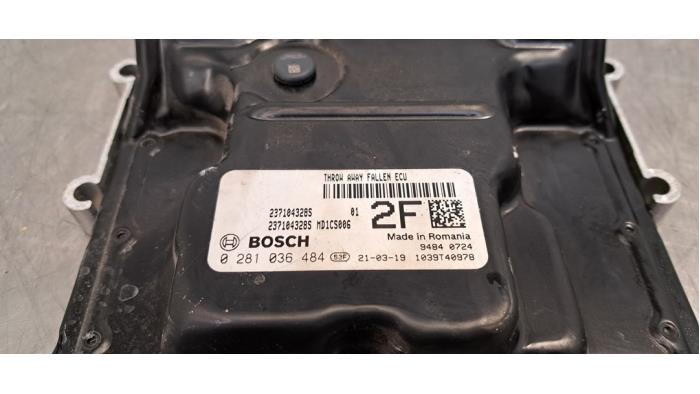 THROW AWAY FALLEN ECU
237104328S 01
237104328S MD1CS006
2F
Made in Romania
BOSCH
9484 0724
0 281 036 484 S3F 21-03-19 1039T40978